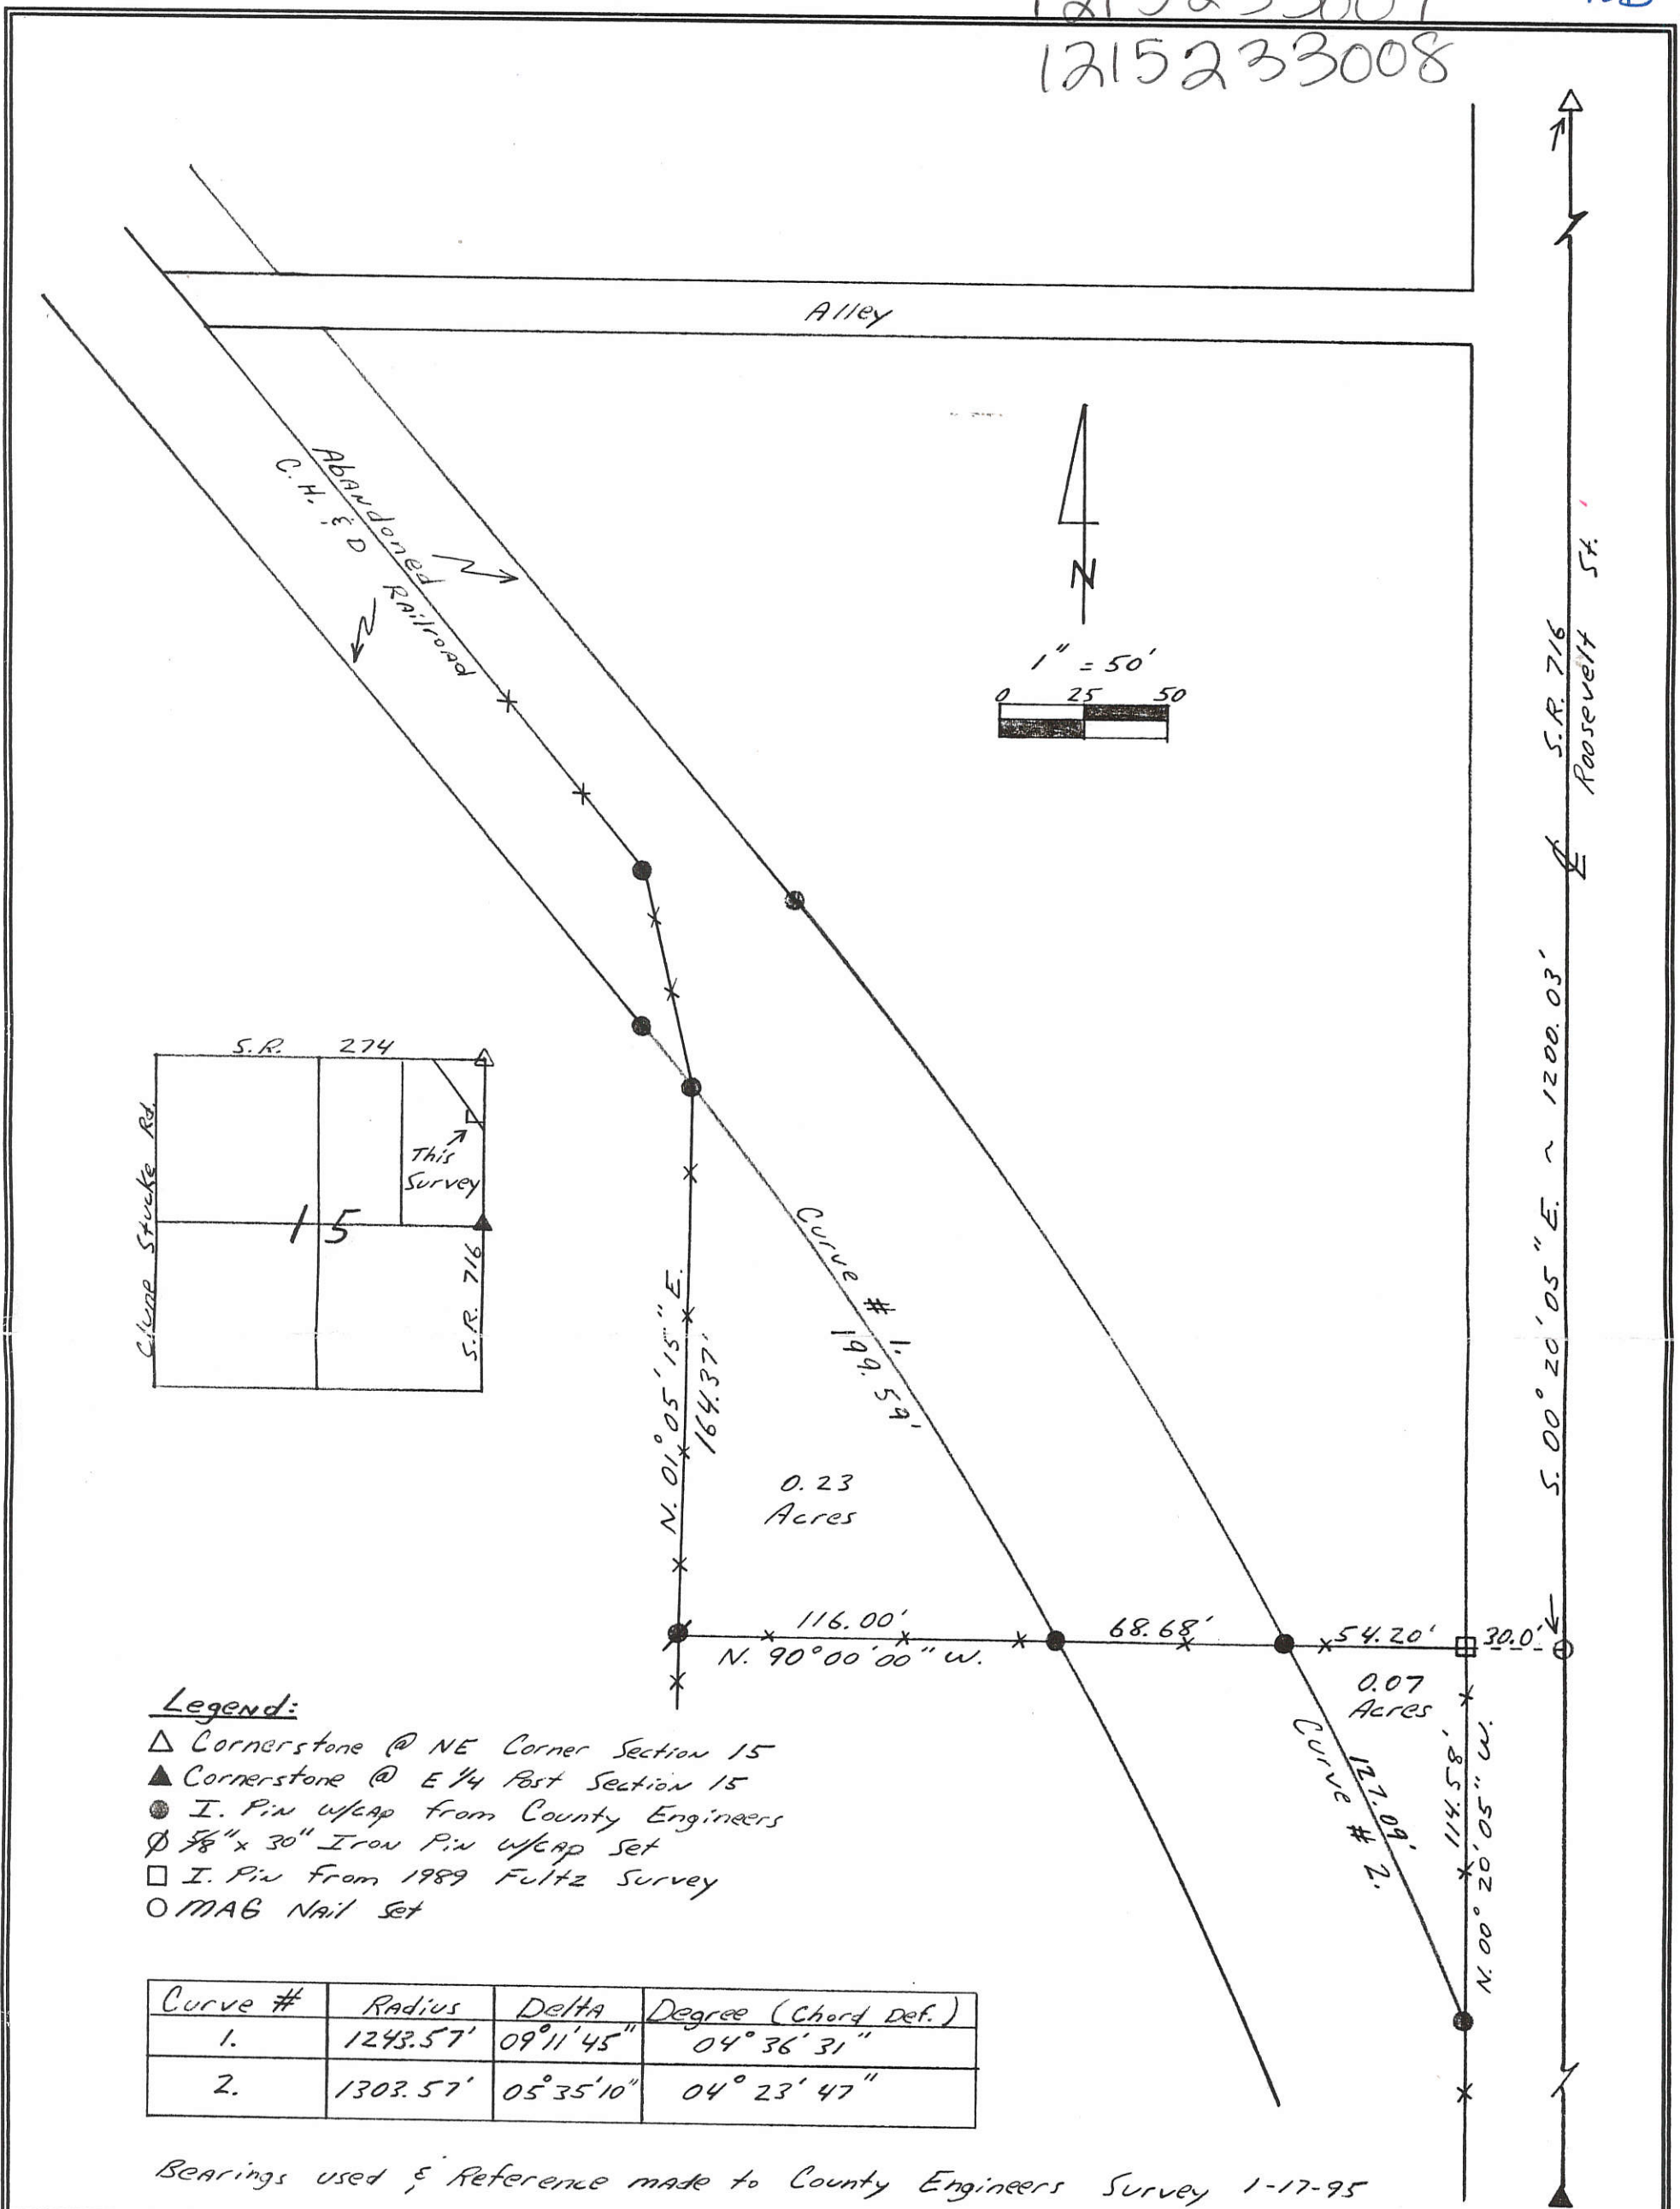 1215233008
Alley
Abandoned
C.H. & D
Railroad
N
1" = 50'
0 25 50
S.R. 716
Roosevelt St.
S. 00° 20' 05" E. ~ 1200.03'
S.R. 274
Clune Stucke Rd.
This
Survey
15
S.R. 716
Curve # 1.
199.59'
N. 01° 05' 15" E.
164.37'
0.23
Acres
116.00'
N. 90° 00' 00" W.
68.68'
54.20'
30.0'
0.07
Acres
127.09'
Curve # 2.
114.58'
N. 00° 20' 05" W.
Legend:
△ Cornerstone @ NE Corner Section 15
▲ Cornerstone @ E 1/4 Post Section 15
● I. Pin w/cap from County Engineers
Ø 5/8" x 30" Iron Pin w/cap Set
□ I. Pin from 1989 Fultz Survey
○ MAG Nail Set
Curve # Radius Delta Degree (Chord Def.)
1. 1243.57' 09° 11' 45" 04° 36' 31"
2. 1303.57' 05° 35' 10" 04° 23' 47"
Bearings used & Reference made to County Engineers Survey 1-17-95